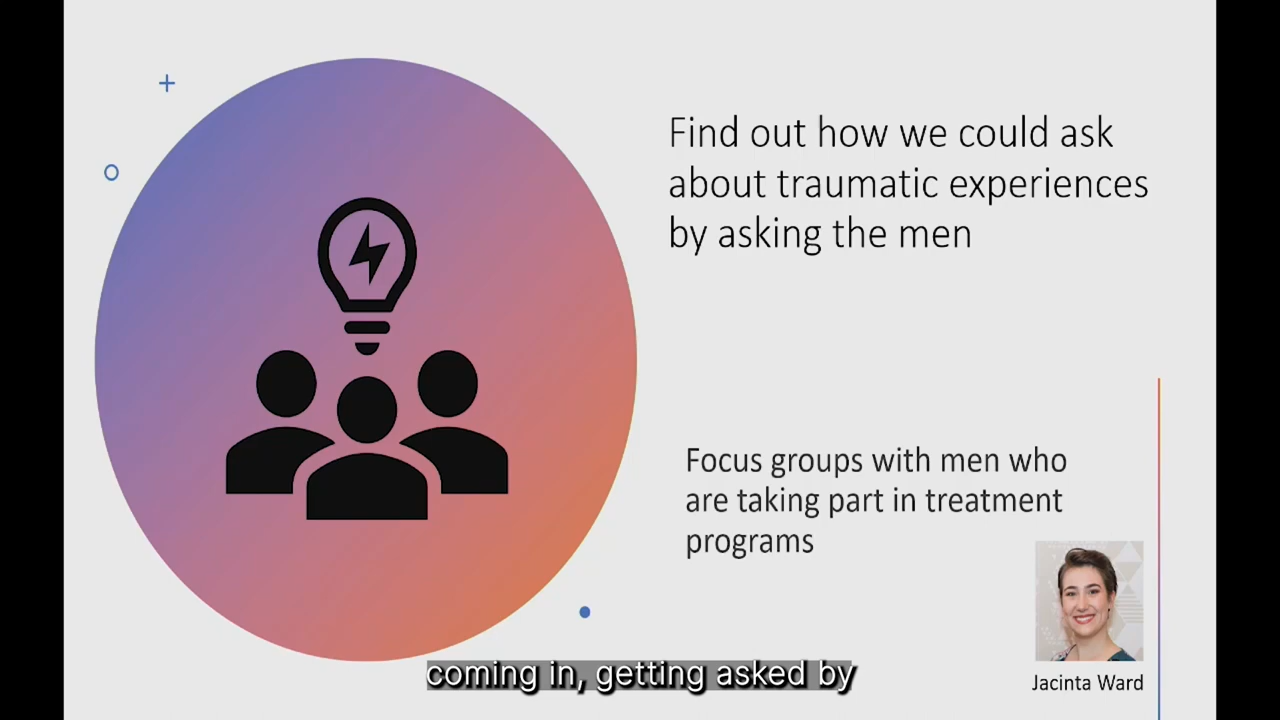 Find out how we could ask
about traumatic experiences
by asking the men
Focus groups with men who
are taking part in treatment
programs
Jacinta Ward
coming in, getting asked by